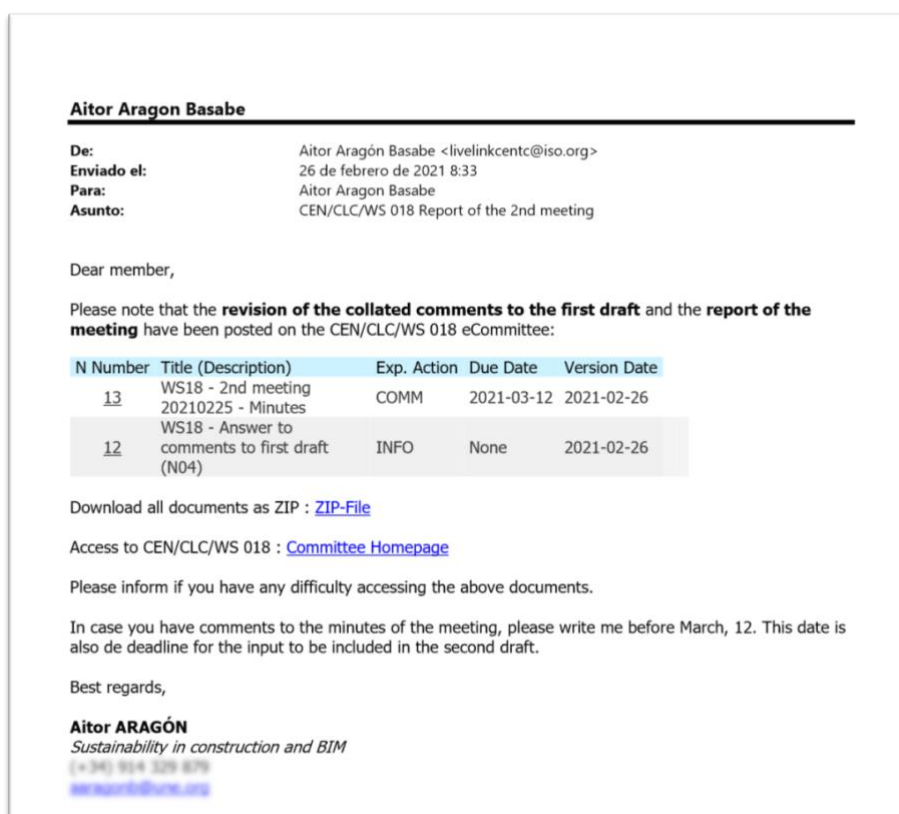 Aitor Aragon Basabe
De: Aitor Aragón Basabe <livelinkcentc@iso.org>
Enviado el: 26 de febrero de 2021 8:33
Para: Aitor Aragon Basabe
Asunto: CEN/CLC/WS 018 Report of the 2nd meeting
Dear member,
Please note that the revision of the collated comments to the first draft and the report of the
meeting have been posted on the CEN/CLC/WS 018 eCommittee:
N Number Title (Description) Exp. Action Due Date Version Date
13 WS18 - 2nd meeting
20210225 - Minutes COMM 2021-03-12 2021-02-26
12 WS18 - Answer to
comments to first draft
(N04) INFO None 2021-02-26
Download all documents as ZIP : ZIP-File
Access to CEN/CLC/WS 018 : Committee Homepage
Please inform if you have any difficulty accessing the above documents.
In case you have comments to the minutes of the meeting, please write me before March, 12. This date is
also de deadline for the input to be included in the second draft.
Best regards,
Aitor ARAGÓN
Sustainability in construction and BIM